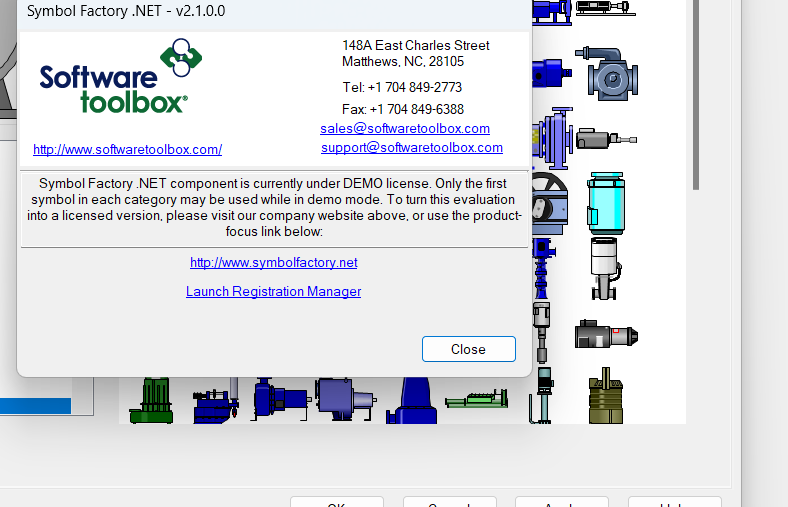 Symbol Factory .NET - v2.1.0.0
Software
toolbox®
148A East Charles Street
Matthews, NC, 28105
Tel: +1 704 849-2773
Fax: +1 704 849-6388
sales@softwaretoolbox.com
http://www.softwaretoolbox.com/
support@softwaretoolbox.com
Symbol Factory .NET component is currently under DEMO license. Only the first
symbol in each category may be used while in demo mode. To turn this evaluation
into a licensed version, please visit our company website above, or use the product-
focus link below:
http://www.symbolfactory.net
Launch Registration Manager
Close